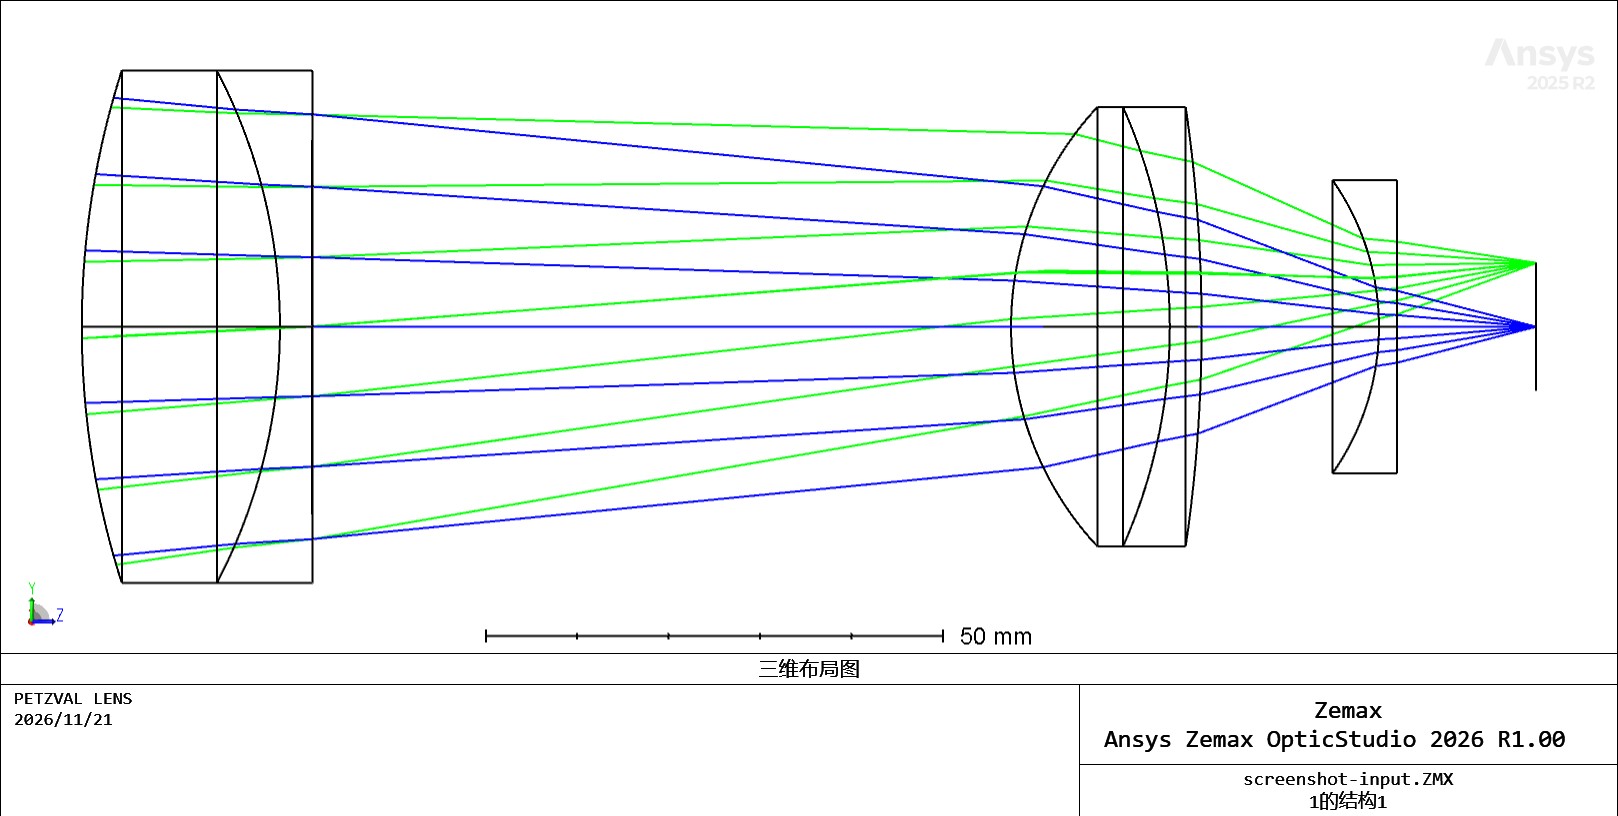 Ansys
2025 R2
Y
Z
50 mm
三维布局图
PETZVAL LENS
2026/11/21
Zemax
Ansys Zemax OpticStudio 2026 R1.00
screenshot-input.ZMX
1的结构1